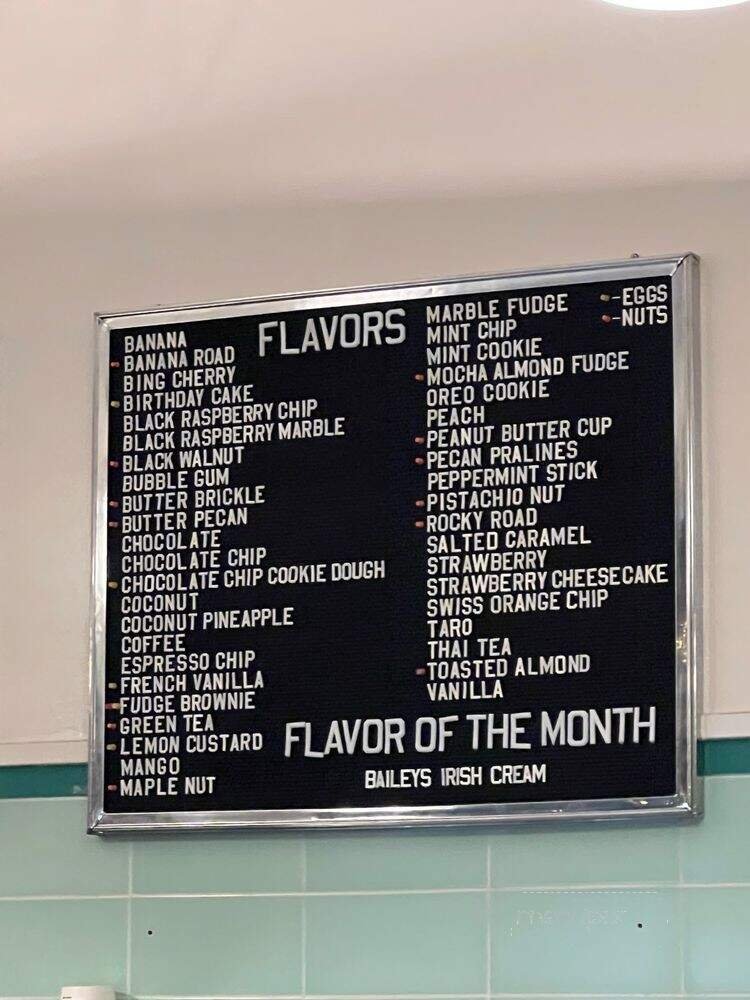 FLAVORS
BANANA
BANANA ROAD
BING CHERRY
BIRTHDAY CAKE
BLACK RASPBERRY CHIP
BLACK RASPBERRY MARBLE
BLACK WALNUT
BUBBLE GUM
BUTTER BRICKLE
BUTTER PECAN
CHOCOLATE
CHOCOLATE CHIP
CHOCOLATE CHIP COOKIE DOUGH
COCONUT
COCONUT PINEAPPLE
COFFEE
ESPRESSO CHIP
FRENCH VANILLA
FUDGE BROWNIE
GREEN TEA
LEMON CUSTARD
MANGO
MAPLE NUT
MARBLE FUDGE
MINT CHIP
MINT COOKIE
MOCHA ALMOND FUDGE
OREO COOKIE
PEACH
PEANUT BUTTER CUP
PECAN PRALINES
PEPPERMINT STICK
PISTACHIO NUT
ROCKY ROAD
SALTED CARAMEL
STRAWBERRY
STRAWBERRY CHEESECAKE
SWISS ORANGE CHIP
TARO
THAI TEA
TOASTED ALMOND
VANILLA
-EGGS
-NUTS
FLAVOR OF THE MONTH
BAILEYS IRISH CREAM